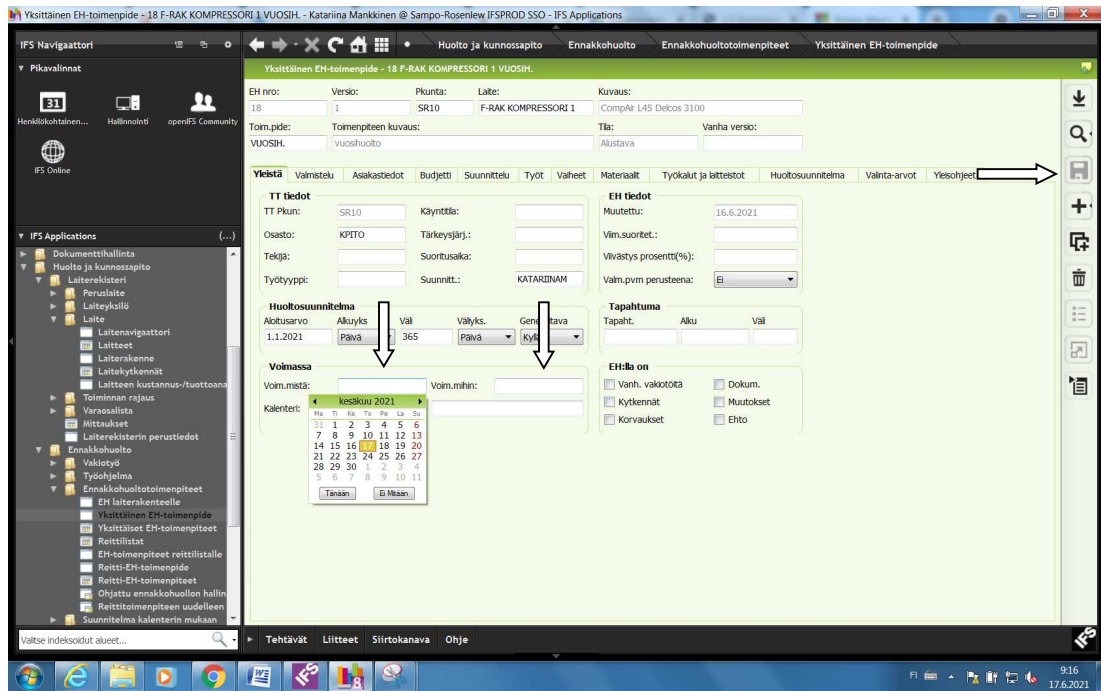 Yksittäinen EH-toimenpide - 18 F-RAK KOMPRESSORI 1 VUOSIH. - Katariina Mankkinen @ Sampo-Rosenlew IFSPROD SSO - IFS Applications
IFS Navigaattori
Huolto ja kunnossapito Ennakkohuolto Ennakkohuoltotoimenpiteet Yksittäinen EH-toimenpide
Pikavalinnat
31
Henkilökohtainen... Hallinnointi openIFS Community
IFS Online
IFS Applications (...)
Dokumenttihallinta
Huolto ja kunnossapito
Laiterekisteri
Peruslaite
Laiteyksilö
Laite
Laitenavigaattori
Laitteet
Laiterakenne
Laitekytkennät
Laitteen kustannus-/tuottoana
Toiminnan rajaus
Varaosalista
Mittaukset
Laiterekisterin perustiedot
Ennakkohuolto
Vakiotyö
Työohjelma
Ennakkohuoltotoimenpiteet
EH laiterakenteelle
Yksittäinen EH-toimenpide
Yksittäiset EH-toimenpiteet
Reittilistat
EH-toimenpiteet reittilistalle
Reitti-EH-toimenpide
Reitti-EH-toimenpiteet
Ohjattu ennakkohuollon hallin
Reittitoimenpiteen uudelleen
Suunnitelma kalenterin mukaan
Valitse indeksoidut alueet...
Yksittäinen EH-toimenpide - 18 F-RAK KOMPRESSORI 1 VUOSIH.
EH nro: Versio: Pkunta: Laite: Kuvaus:
18 1 SR10 F-RAK KOMPRESSORI 1 CompAir L45 Delcos 3100
Toim.pide: Toimenpiteen kuvaus: Tila: Vanha versio:
VUOSIH. vuosihuolto Alustava
Yleistä Valmistelu Asiakastiedot Budjetti Suunnittelu Työt Vaiheet Materiaalit Työkalut ja laitteistot Huoltosuunnitelma Valinta-arvot Yleisohjeet
TT tiedot EH tiedot
TT Pkun: SR10 Käyntitila: Muutettu: 16.6.2021
Osasto: KPITO Tärkeysjärj.: Viim.suoritet.:
Tekijä: Suoritusaika: Viivästys prosentti(%):
Työtyyppi: Suunnitt.: KATARIINAM Valm.pvm perusteena: Ei
Huoltosuunnitelma Tapahtuma
Aloitusarvo Alkuyks Väli Väliyks. Tapaht. Alku Väli
1.1.2021 Päivä 365 Päivä
Voimassa EH:lla on
Voim.mistä: Voim.mihin: Vanh. vakiotöitä Dokum.
Kalenteri: Kytkennät Muutokset
Korvaukset Ehto
kesäkuu 2021
Ma Ti Ke To Pe La Su
31 1 2 3 4 5 6
7 8 9 10 11 12 13
14 15 16 17 18 19 20
21 22 23 24 25 26 27
28 29 30 1 2 3 4
5 6 7 8 9 10 11
Tänään Ei Mitään
Tehtävät Liitteet Siirtokanava Ohje
IFS
FI 9:16
17.6.2021